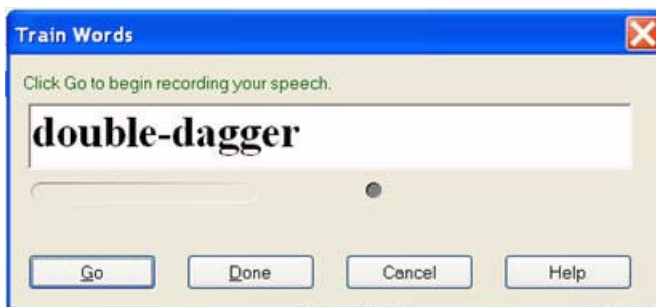 Train Words
Click Go to begin recording your speech.
double-dagger
Go Done Cancel Help